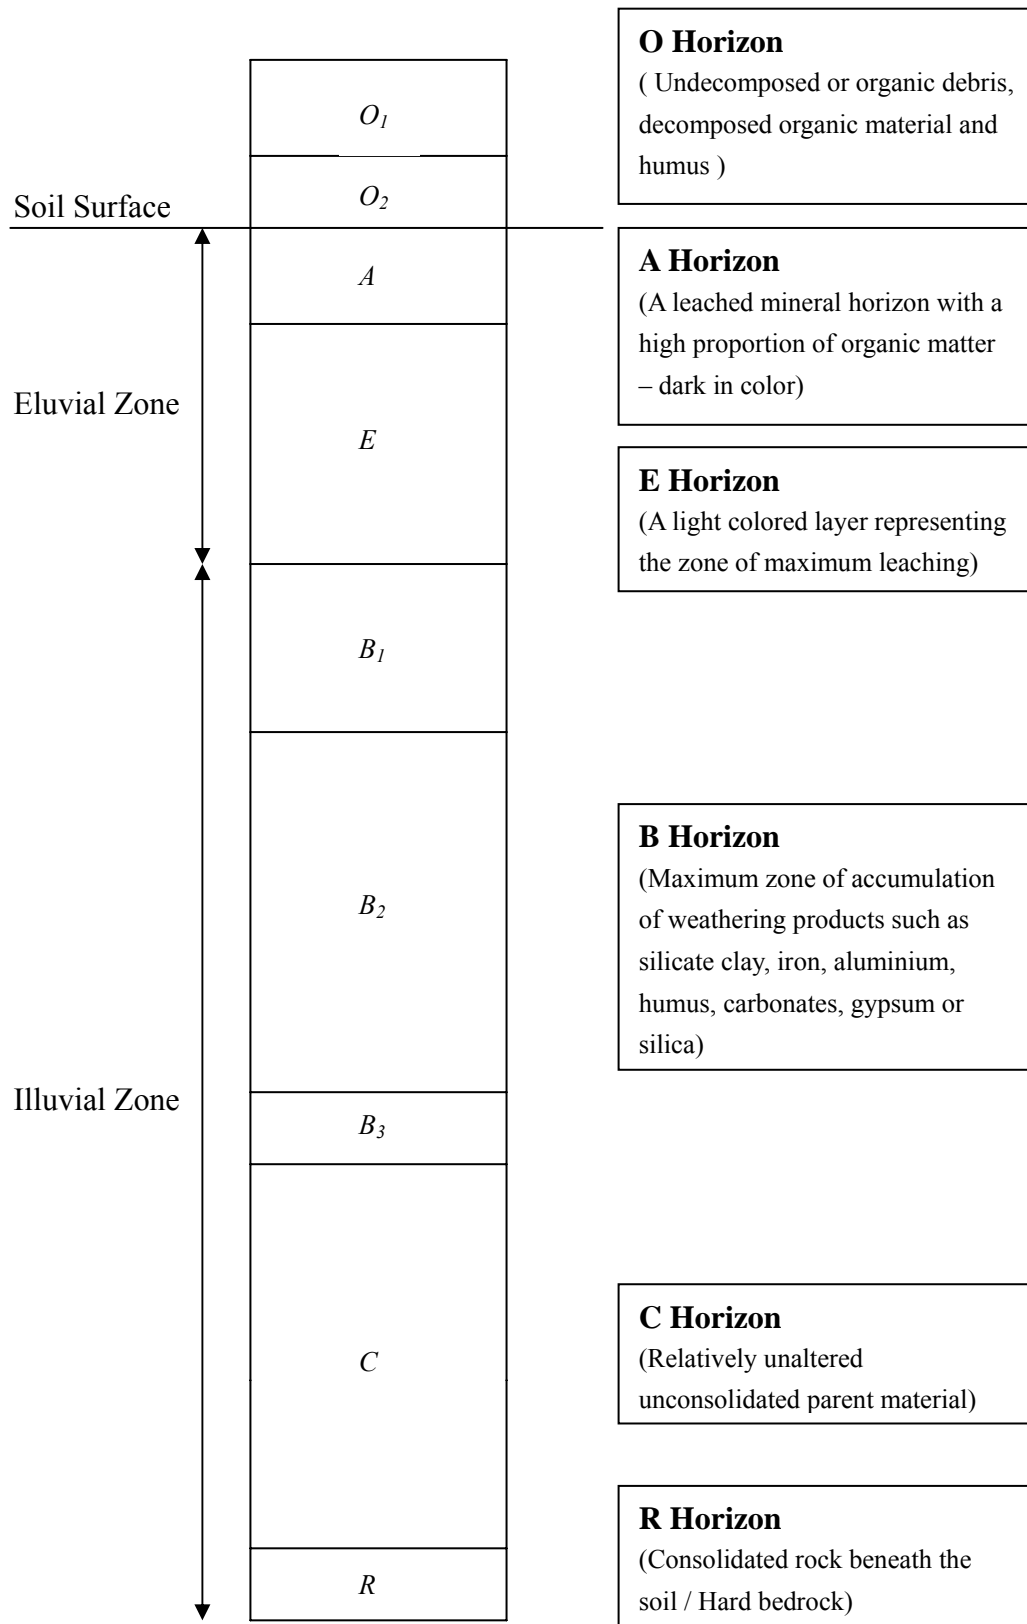 O₁
O₂
Soil Surface
A
Eluvial Zone
E
B₁
B₂
Illuvial Zone
B₃
C
R
O Horizon
( Undecomposed or organic debris,
decomposed organic material and
humus )
A Horizon
(A leached mineral horizon with a
high proportion of organic matter
– dark in color)
E Horizon
(A light colored layer representing
the zone of maximum leaching)
B Horizon
(Maximum zone of accumulation
of weathering products such as
silicate clay, iron, aluminium,
humus, carbonates, gypsum or
silica)
C Horizon
(Relatively unaltered
unconsolidated parent material)
R Horizon
(Consolidated rock beneath the
soil / Hard bedrock)